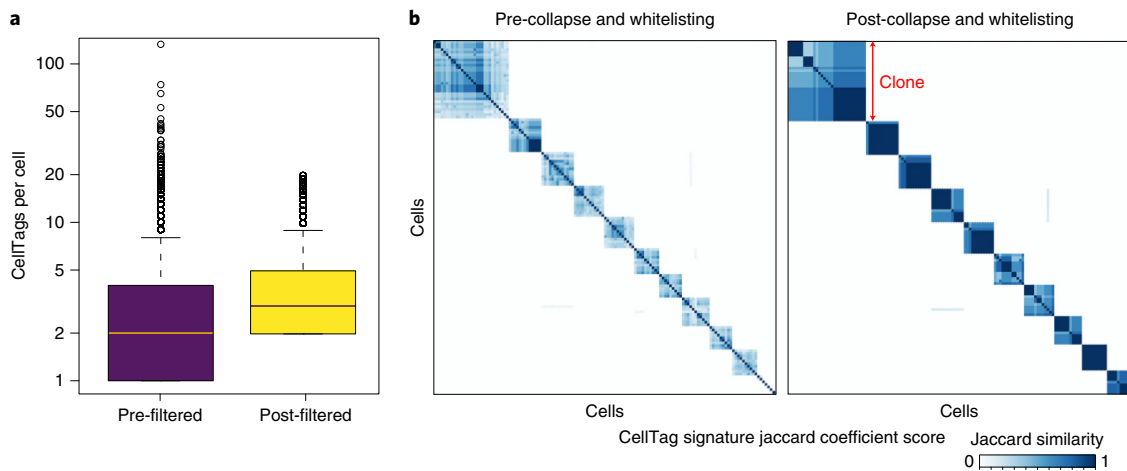 a
CellTags per cell
100
50
20
10
5
2
1
Pre-filtered
Post-filtered
b
Pre-collapse and whitelisting
Post-collapse and whitelisting
Clone
Cells
Cells
Cells
CellTag signature jaccard coefficient score
Jaccard similarity
0
1